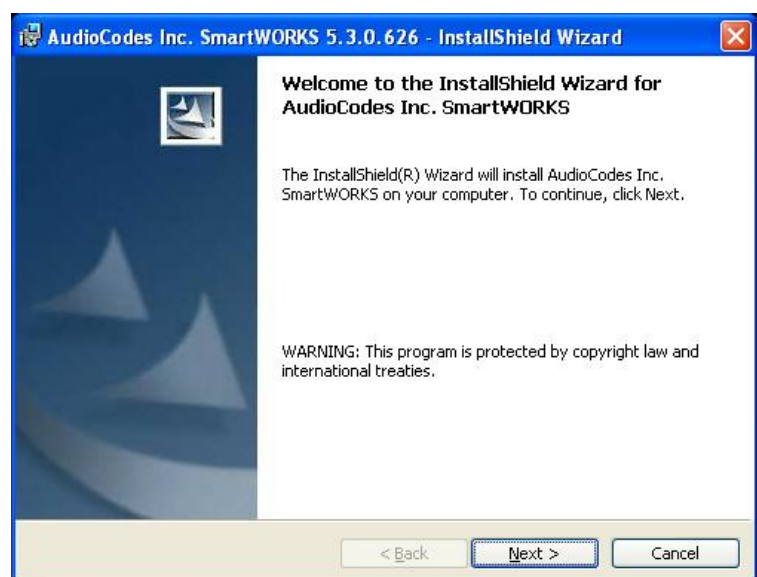 AudioCodes Inc. SmartWORKS 5.3.0.626 - InstallShield Wizard
Welcome to the InstallShield Wizard for
AudioCodes Inc. SmartWORKS
The InstallShield(R) Wizard will install AudioCodes Inc.
SmartWORKS on your computer. To continue, click Next.
WARNING: This program is protected by copyright law and
international treaties.
< Back
Next >
Cancel